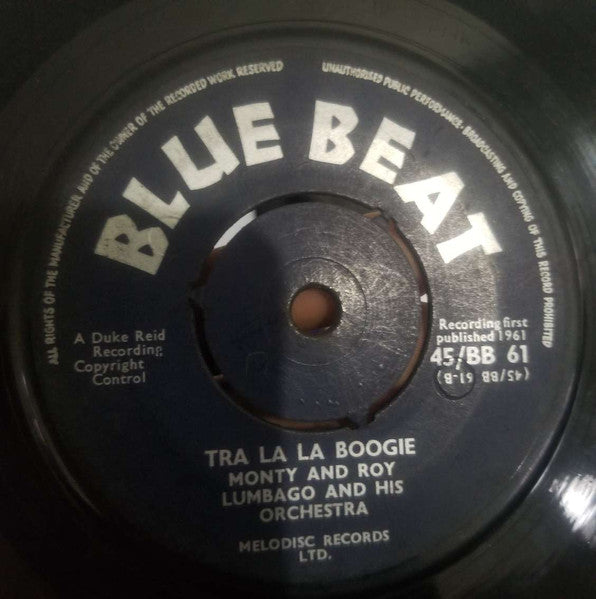 ALL RIGHTS OF THE MANUFACTURER AND OF THE OWNER OF THE RECORDED WORK RESERVED
UNAUTHORISED PUBLIC PERFORMANCE BROADCASTING AND COPYING OF THIS RECORD PROHIBITED
BLUE BEAT
A Duke Reid
Recording
Copyright
Control
Recording first
published 1961
45/BB 61
(45/BB 61-B)
TRA LA LA BOOGIE
MONTY AND ROY
LUMBAGO AND HIS
ORCHESTRA
MELODISC RECORDS
LTD.